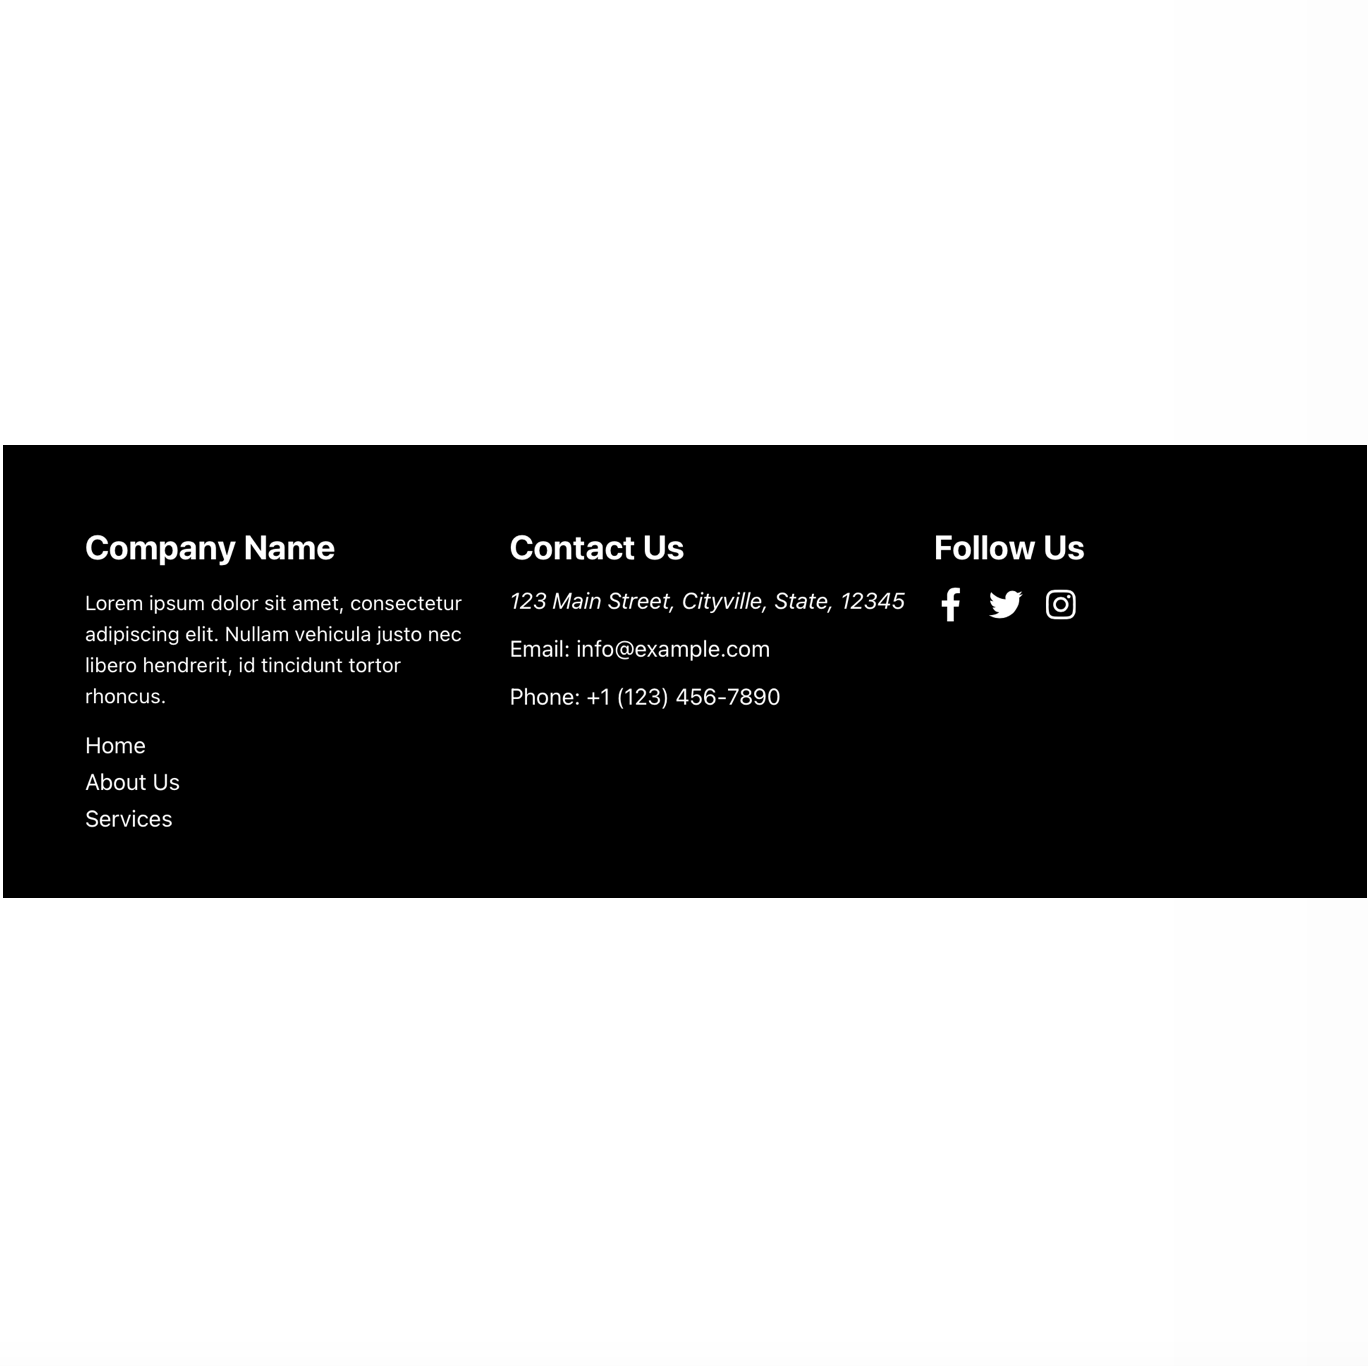 Company Name
Lorem ipsum dolor sit amet, consectetur
adipiscing elit. Nullam vehicula justo nec
libero hendrerit, id tincidunt tortor
rhoncus.
Home
About Us
Services
Contact Us
123 Main Street, Cityville, State, 12345
Email: info@example.com
Phone: +1 (123) 456-7890
Follow Us